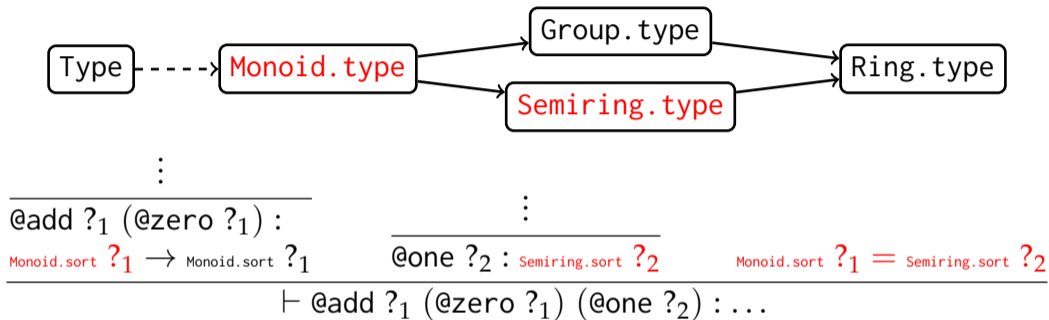 Group.type
Type Monoid.type Ring.type
Semiring.type
⋮
@add ?₁ (@zero ?₁) :
⋮
Monoid.sort ?₁ → Monoid.sort ?₁ @one ?₂ : Semiring.sort ?₂ Monoid.sort ?₁ = Semiring.sort ?₂
⊢ @add ?₁ (@zero ?₁) (@one ?₂) : ...